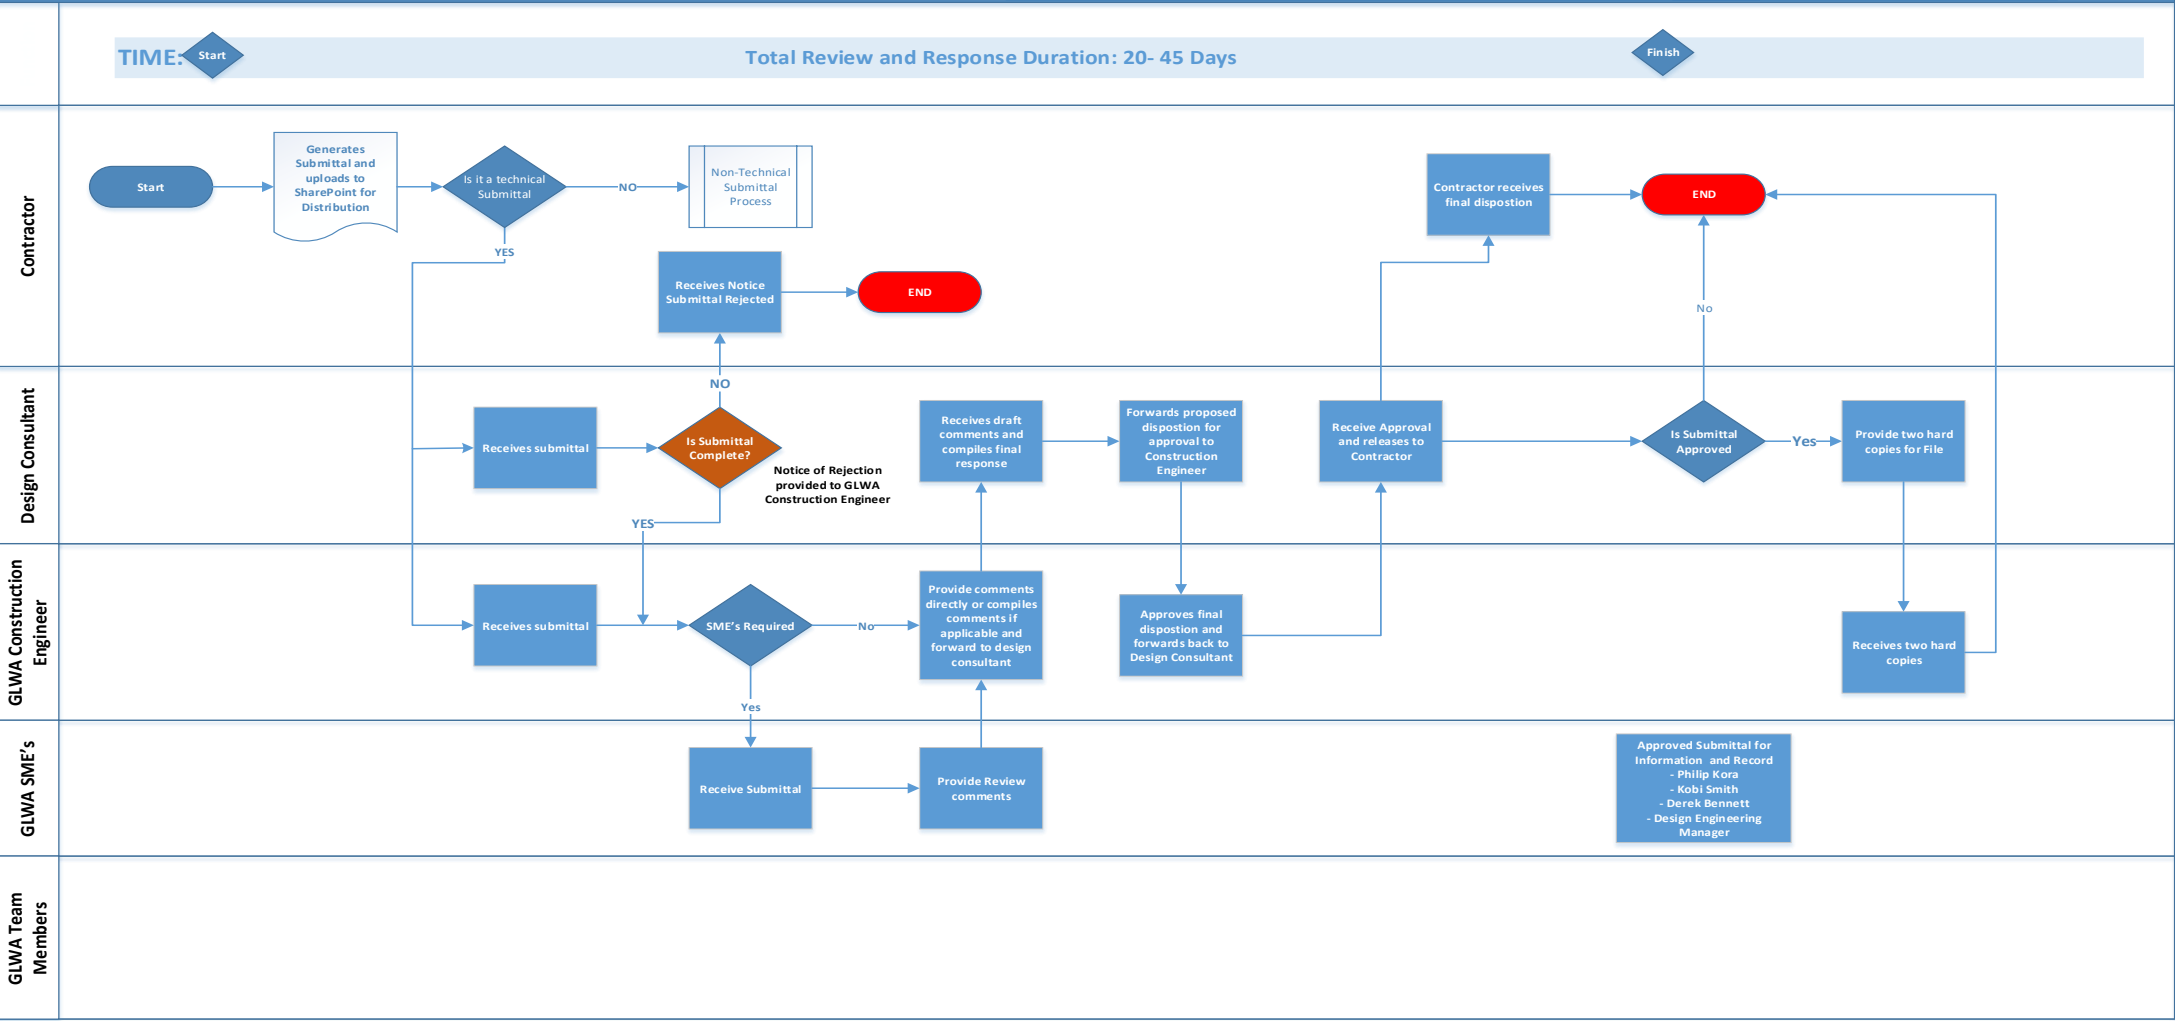 TIME:
Start
Total Review and Response Duration: 20- 45 Days
Finish
Contractor
Start
Generates
Submittal and
uploads to
SharePoint for
Distribution
Is it a technical
Submittal
NO
Non-Technical
Submittal
Process
YES
Receives Notice
Submittal Rejected
END
Contractor receives
final dispostion
END
No
Design Consultant
Receives submittal
NO
Is Submittal
Complete?
Notice of Rejection
provided to GLWA
Construction Engineer
YES
Receives draft
comments and
compiles final
response
Forwards proposed
dispostion for
approval to
Construction
Engineer
Receive Approval
and releases to
Contractor
Is Submittal
Approved
Yes
Provide two hard
copies for File
GLWA Construction
Engineer
Receives submittal
SME's Required
No
Yes
Provide comments
directly or compiles
comments if
applicable and
forward to design
consultant
Approves final
dispostion and
forwards back to
Design Consultant
Receives two hard
copies
GLWA SME's
Receive Submittal
Provide Review
comments
Approved Submittal for
Information and Record
- Philip Kora
- Kobi Smith
- Derek Bennett
- Design Engineering
Manager
GLWA Team
Members